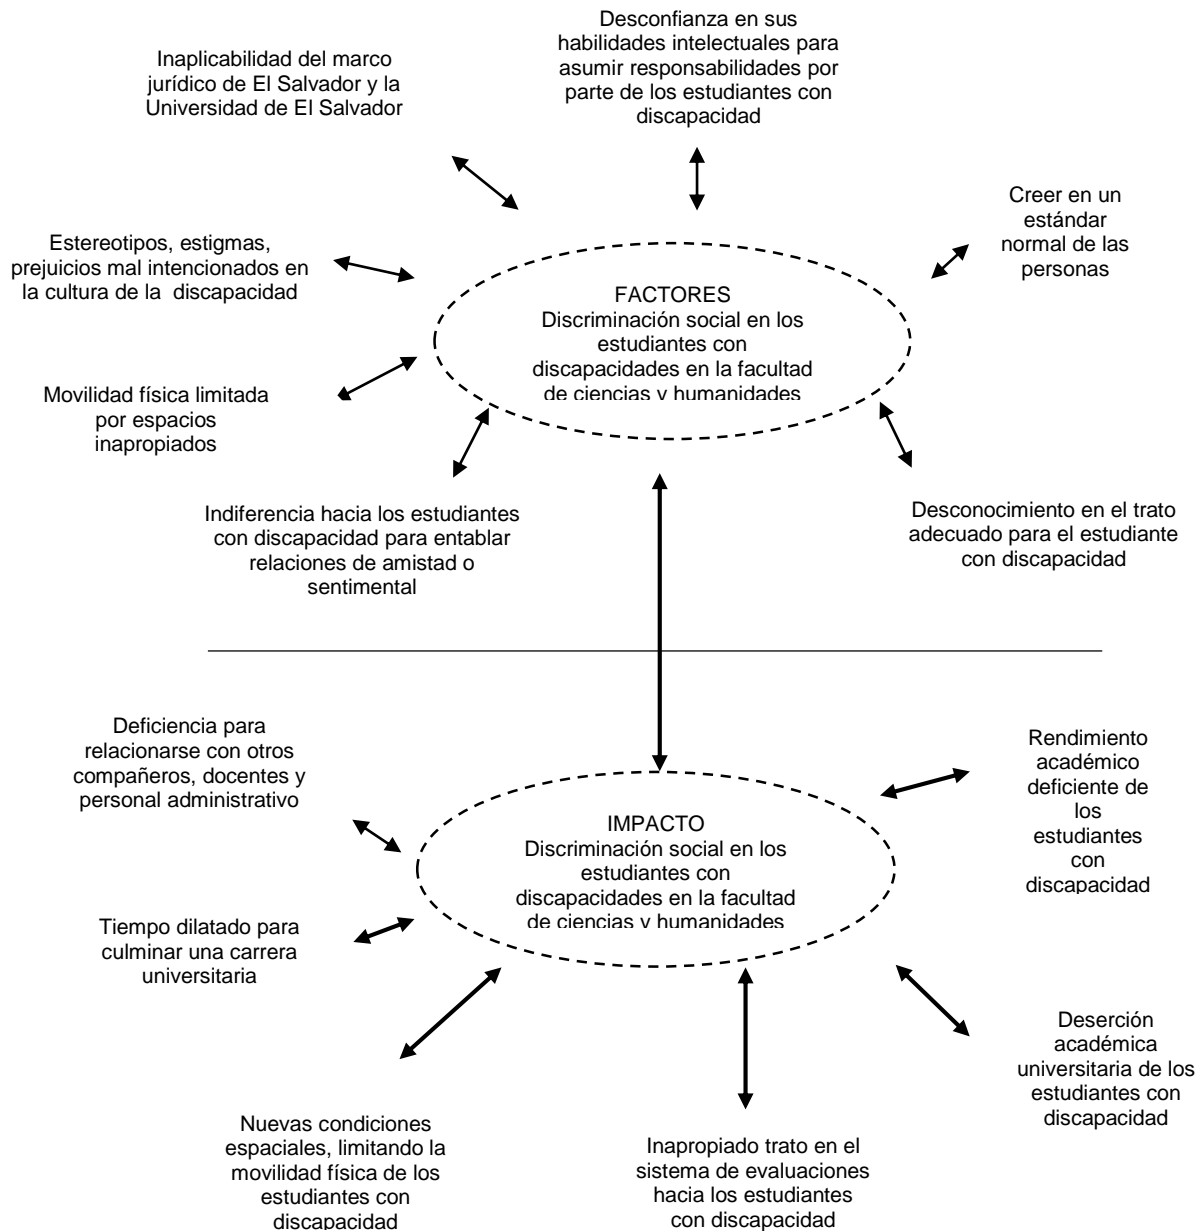 Inaplicabilidad del marco
jurídico de El Salvador y la
Universidad de El Salvador
Desconfianza en sus
habilidades intelectuales para
asumir responsabilidades por
parte de los estudiantes con
discapacidad
Creer en un
estándar
normal de las
personas
Estereotipos, estigmas,
prejuicios mal intencionados en
la cultura de la discapacidad
FACTORES
Discriminación social en los
estudiantes con
discapacidades en la facultad
de ciencias y humanidades
Movilidad física limitada
por espacios
inapropiados
Indiferencia hacia los estudiantes
con discapacidad para entablar
relaciones de amistad o
sentimental
Desconocimiento en el trato
adecuado para el estudiante
con discapacidad
Deficiencia para
relacionarse con otros
compañeros, docentes y
personal administrativo
Rendimiento
académico
deficiente de
los
estudiantes
con
discapacidad
IMPACTO
Discriminación social en los
estudiantes con
discapacidades en la facultad
de ciencias y humanidades
Tiempo dilatado para
culminar una carrera
universitaria
Deserción
académica
universitaria de los
estudiantes con
discapacidad
Nuevas condiciones
espaciales, limitando la
movilidad física de los
estudiantes con
discapacidad
Inapropiado trato en el
sistema de evaluaciones
hacia los estudiantes
con discapacidad